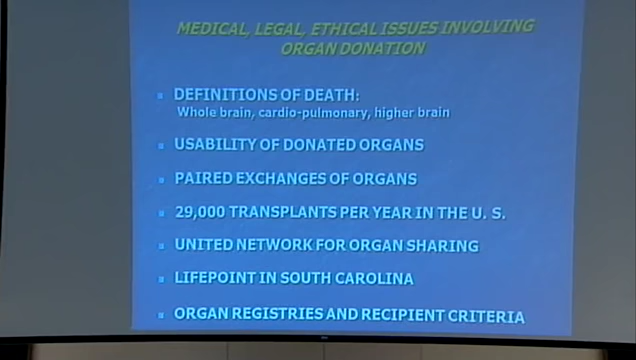 MEDICAL, LEGAL, ETHICAL ISSUES INVOLVING
ORGAN DONATION
DEFINITIONS OF DEATH:
Whole brain, cardio-pulmonary, higher brain
USABILITY OF DONATED ORGANS
PAIRED EXCHANGES OF ORGANS
29,000 TRANSPLANTS PER YEAR IN THE U. S.
UNITED NETWORK FOR ORGAN SHARING
LIFEPOINT IN SOUTH CAROLINA
ORGAN REGISTRIES AND RECIPIENT CRITERIA